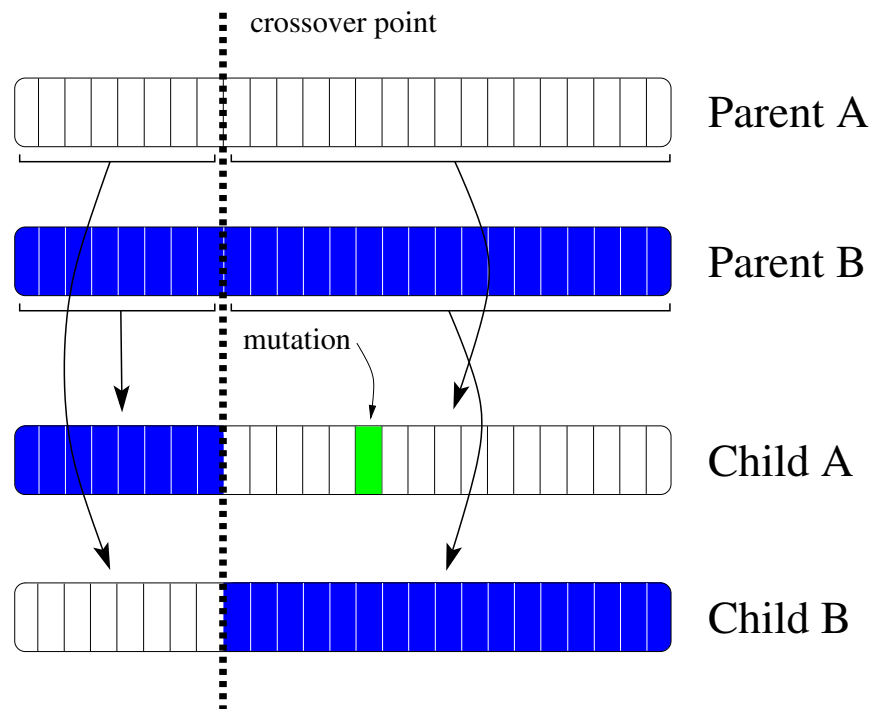 crossover point
Parent A
Parent B
mutation
Child A
Child B